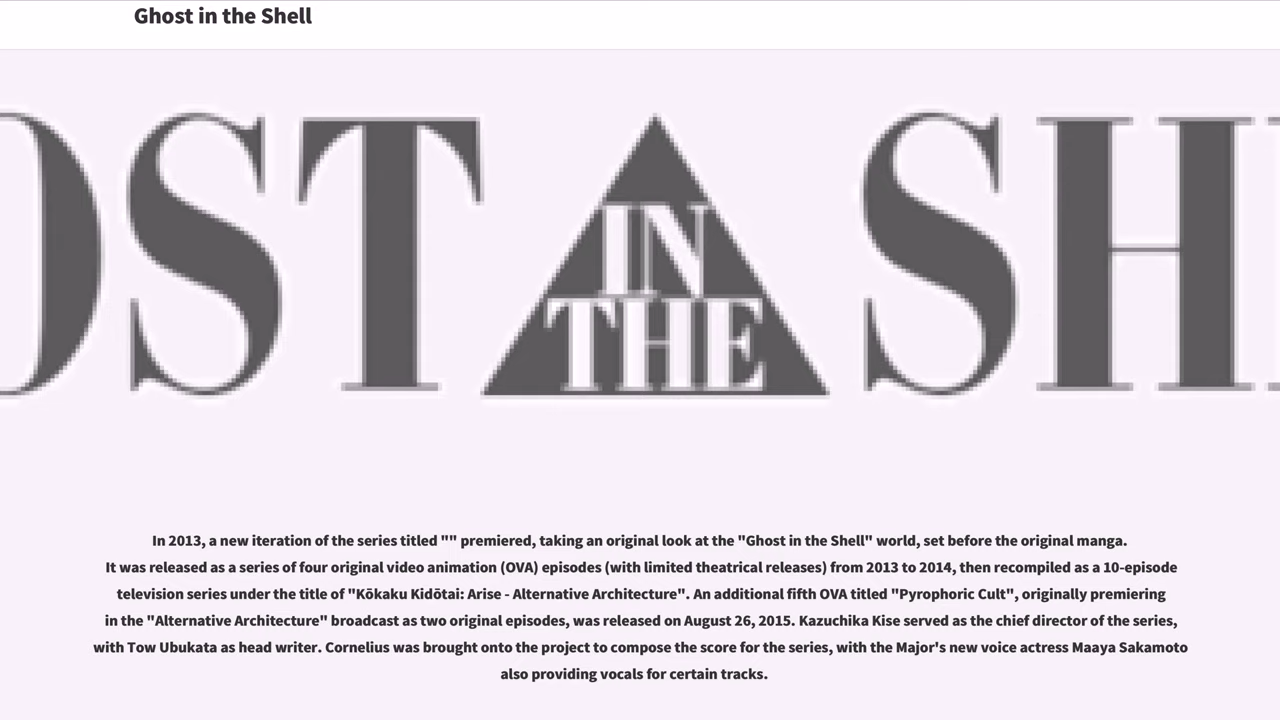 Ghost in the Shell
OST IN THE SH
In 2013, a new iteration of the series titled "" premiered, taking an original look at the "Ghost in the Shell" world, set before the original manga.
It was released as a series of four original video animation (OVA) episodes (with limited theatrical releases) from 2013 to 2014, then recompiled as a 10-episode
television series under the title of "Kōkaku Kidōtai: Arise - Alternative Architecture". An additional fifth OVA titled "Pyrophoric Cult", originally premiering
in the "Alternative Architecture" broadcast as two original episodes, was released on August 26, 2015. Kazuchika Kise served as the chief director of the series,
with Tow Ubukata as head writer. Cornelius was brought onto the project to compose the score for the series, with the Major's new voice actress Maaya Sakamoto
also providing vocals for certain tracks.